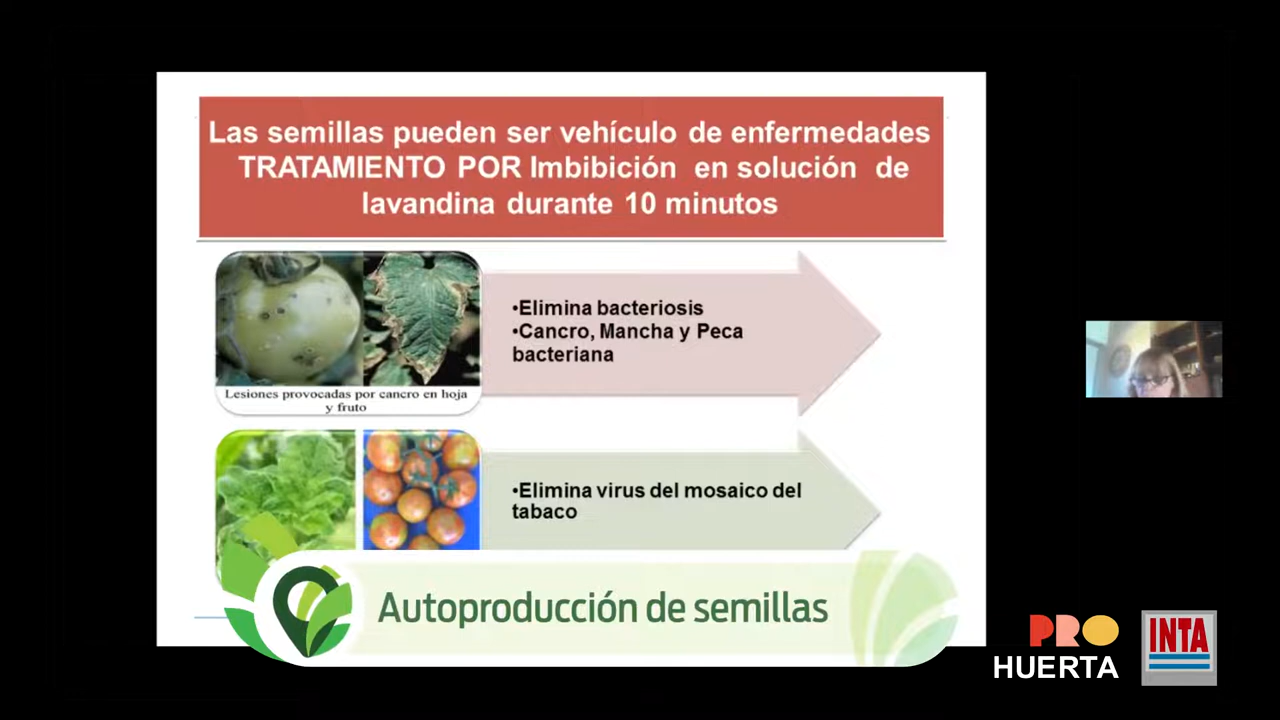 Las semillas pueden ser vehículo de enfermedades
TRATAMIENTO POR Imbibición en solución de
lavandina durante 10 minutos
•Elimina bacteriosis
•Cancro, Mancha y Peca
bacteriana
Lesiones provocadas por cancro en hoja
y fruto
•Elimina virus del mosaico del
tabaco
Autoproducción de semillas
PRO
HUERTA
INTA